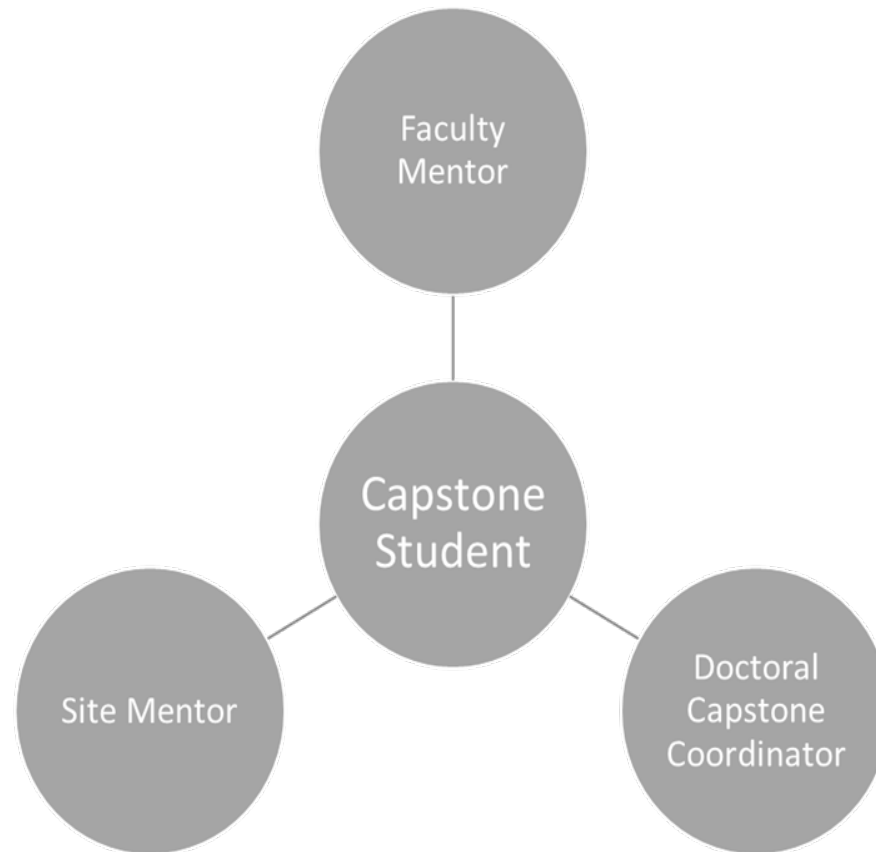 Faculty
Mentor
Capstone
Student
Site Mentor
Doctoral
Capstone
Coordinator